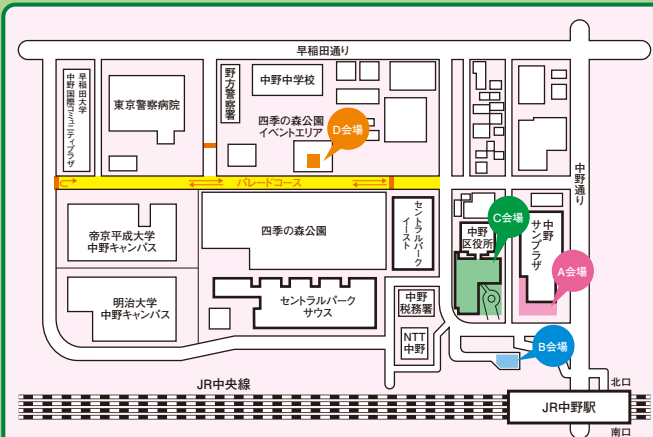 早稲田通り
早稲田大学
中野国際コミュニティプラザ
東京警察病院
野方警察署
中野中学校
四季の森公園
イベントエリア
D会場
パレードコース
中野通り
帝京平成大学
中野キャンパス
四季の森公園
セントラルパーク
イースト
中野
区役所
C会場
中野
サンプラザ
A会場
明治大学
中野キャンパス
セントラルパーク
サウス
中野
税務署
NTT
中野
B会場
JR中央線
北口
JR中野駅
南口